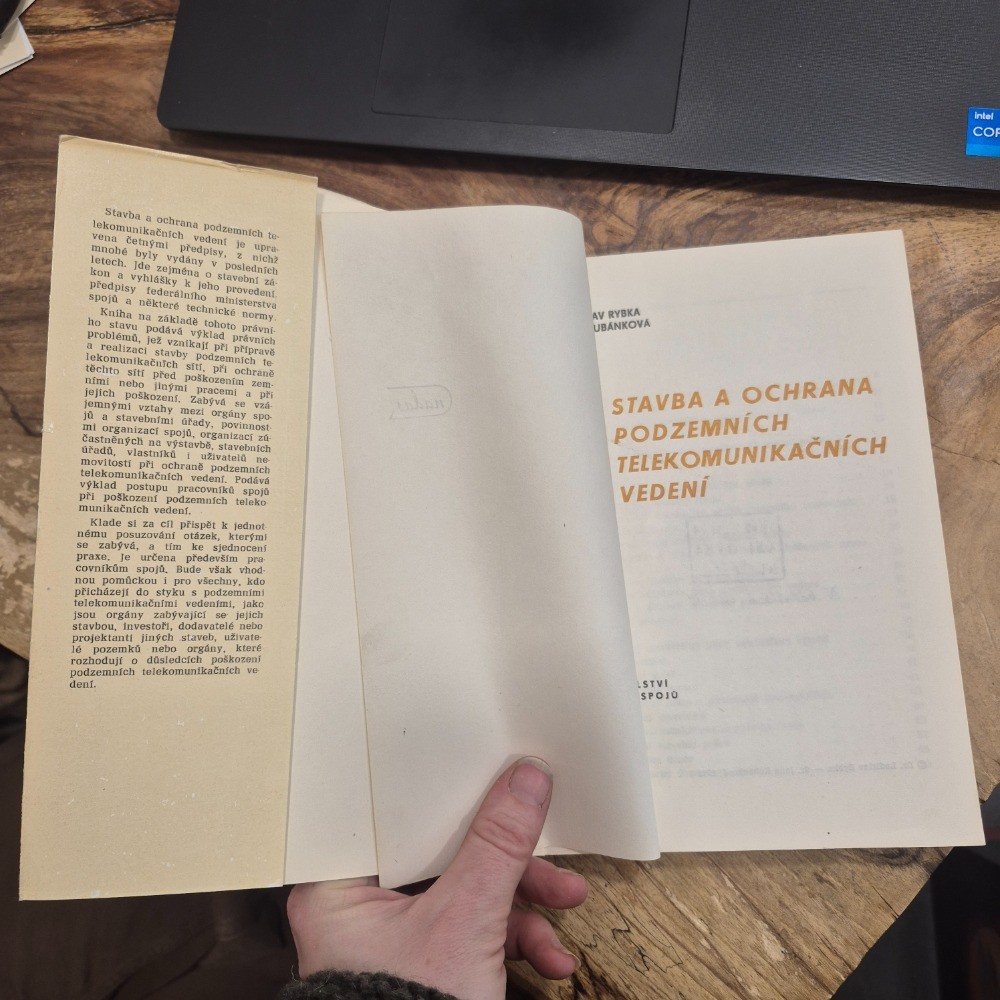 intel
COR
Stavba a ochrana podzemních te-
lekomunikačních vedení je upra-
vena četnými předpisy, z nichž
mnohé byly vydány v posledních
letech. Jde zejména o stavební zá-
kon a vyhlášky k jeho provedení,
předpisy federálního ministerstva
spojů a některé technické normy.
Kniha na základě tohoto právní-
ho stavu podává výklad právních
problémů, jež vznikají při přípravě
a realizaci stavby podzemních te-
lekomunikačních sítí, při ochraně
těchto sítí před poškozením zem-
ními nebo jinými pracemi a při
jejich poškození. Zabývá se vzá-
jemnými vztahy mezi orgány spo-
jů a stavebními úřady, povinnost-
mi organizací spojů, organizací zú-
častněných na výstavbě, stavebních
úřadů, vlastníků i uživatelů ne-
movitostí při ochraně podzemních
telekomunikačních vedení. Podává
výklad postupu pracovníků spojů
při poškození podzemních teleko
munikačních vedení.
Klade si za cíl přispět k jednot-
nému posuzování otázek, kterými
se zabývá, a tím ke sjednocení
praxe. Je určena především pra-
covníkům spojů. Bude však vhod-
nou pomůckou i pro všechny, kdo
přicházejí do styku s podzemními
telekomunikačními vedeními, jako
jsou orgány zabývající se jejich
stavbou, investoři, dodavatelé nebo
projektanti jiných staveb, uživate-
lé pozemků nebo orgány, které
rozhodují o důsledcích poškození
podzemních telekomunikačních ve-
dení.
AV RYBKA
UBÁNKOVÁ
STAVBA A OCHRANA
PODZEMNÍCH
TELEKOMUNIKAČNÍCH
VEDENÍ
LSTVÍ
SPOJŮ